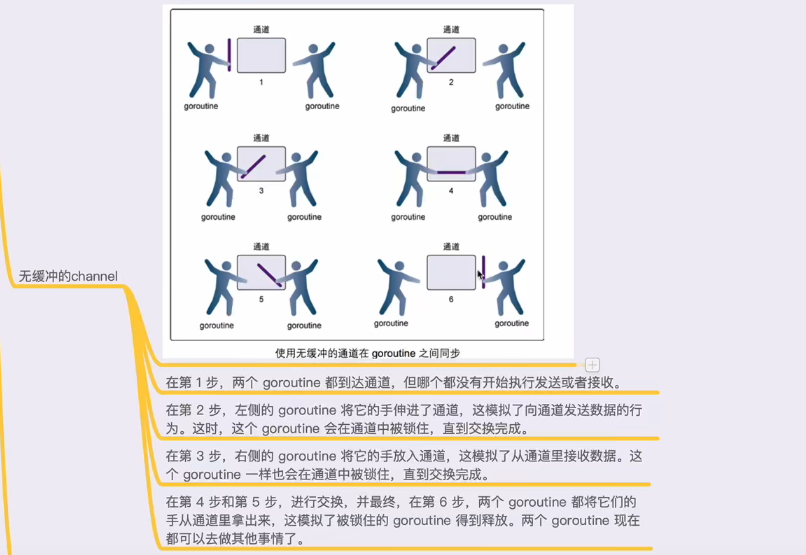 通道
通道
1
2
goroutine
goroutine
goroutine
goroutine
通道
通道
3
4
goroutine
goroutine
goroutine
goroutine
通道
通道
5
6
goroutine
goroutine
goroutine
goroutine
使用无缓冲的通道在 goroutine 之间同步
无缓冲的channel
在第 1 步，两个 goroutine 都到达通道，但哪个都没有开始执行发送或者接收。
在第 2 步，左侧的 goroutine 将它的手伸进了通道，这模拟了向通道发送数据的行
为。这时，这个 goroutine 会在通道中被锁住，直到交换完成。
在第 3 步，右侧的 goroutine 将它的手放入通道，这模拟了从通道里接收数据。这
个 goroutine 一样也会在通道中被锁住，直到交换完成。
在第 4 步和第 5 步，进行交换，并最终，在第 6 步，两个 goroutine 都将它们的
手从通道里拿出来，这模拟了被锁住的 goroutine 得到释放。两个 goroutine 现在
都可以去做其他事情了。